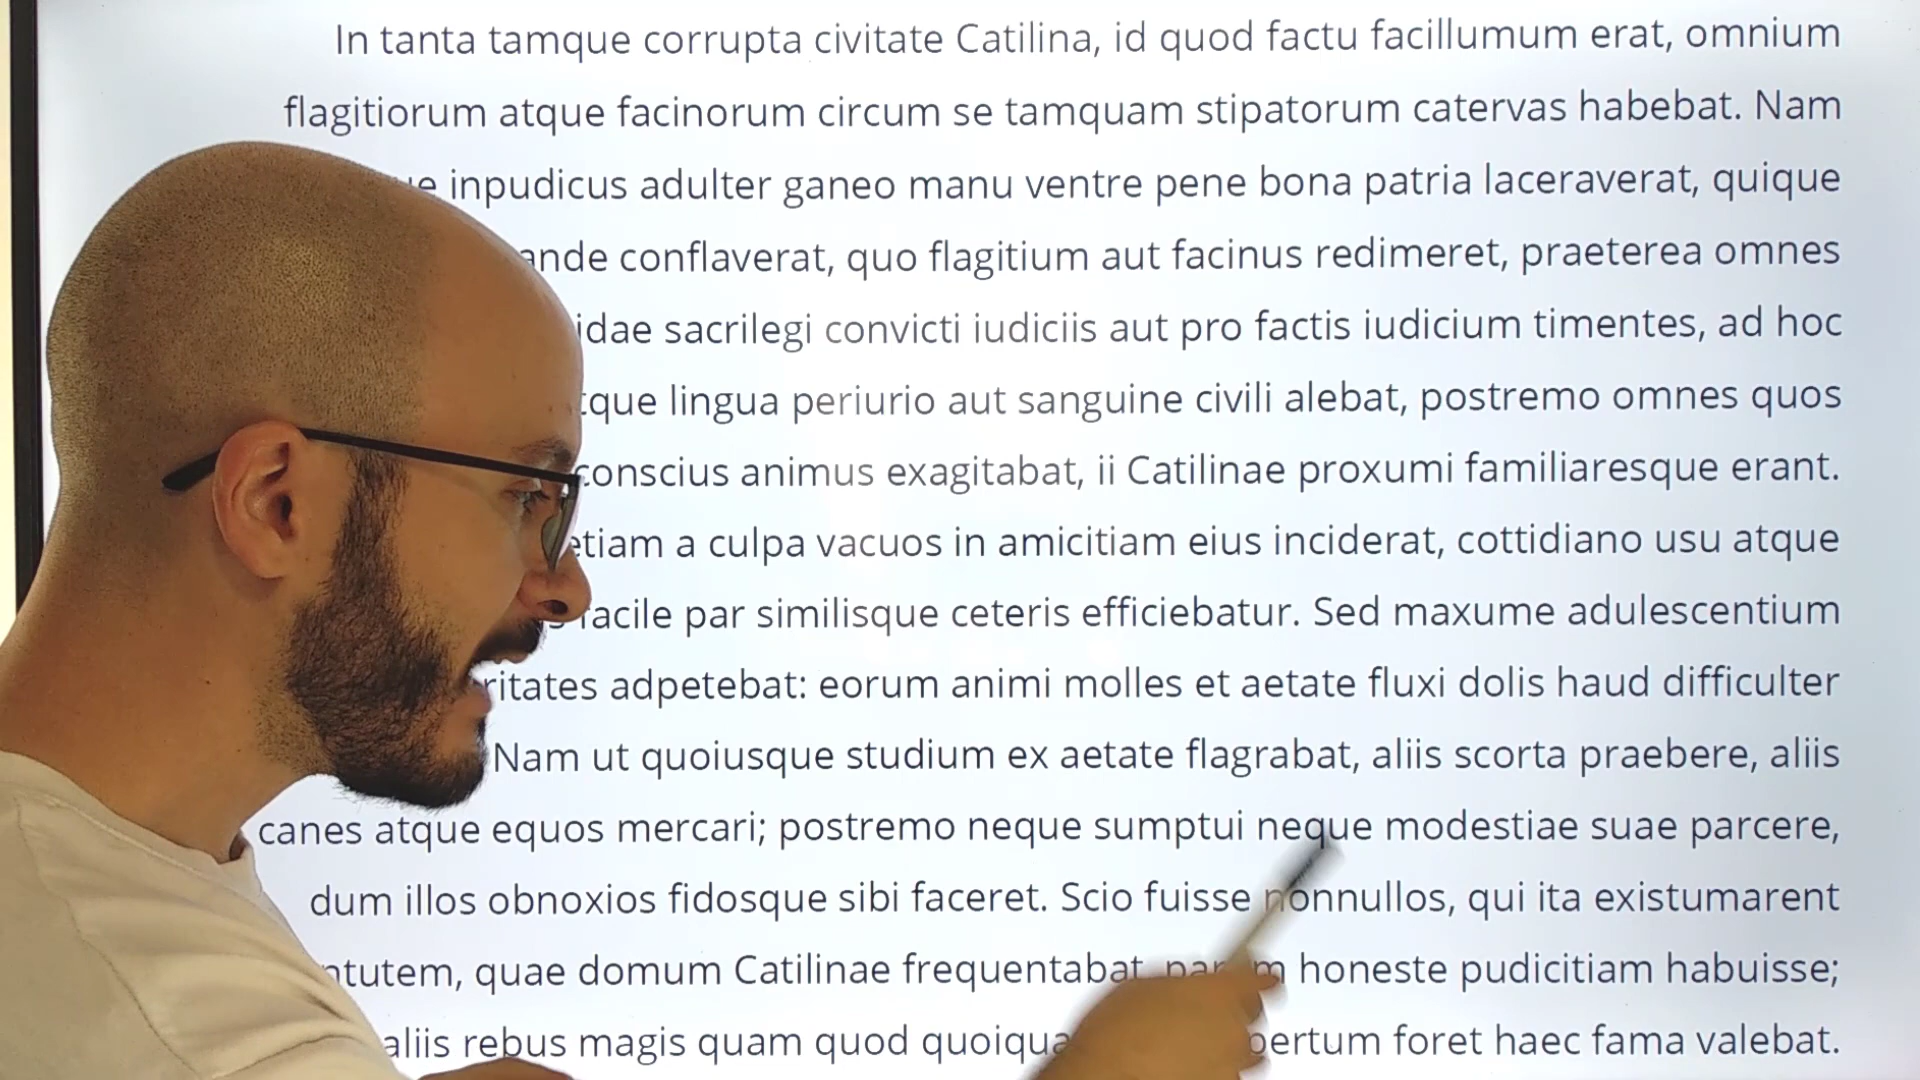 In tanta tamque corrupta civitate Catilina, id quod factu facillumum erat, omnium
flagitiorum atque facinorum circum se tamquam stipatorum catervas habebat. Nam
inpudicus adulter ganeo manu ventre pene bona patria laceraverat, quique
conflaverat, quo flagitium aut facinus redimeret, praeterea omnes
sacrilegi convicti iudiciis aut pro factis iudicium timentes, ad hoc
lingua periurio aut sanguine civili alebat, postremo omnes quos
conscius animus exagitabat, ii Catilinae proxumi familiaresque erant.
etiam a culpa vacuos in amicitiam eius inciderat, cottidiano usu atque
facile par similisque ceteris efficiebatur. Sed maxume adulescentium
adpetebat: eorum animi molles et aetate fluxi dolis haud difficulter
Nam ut quoiusque studium ex aetate flagrabat, aliis scorta praebere, aliis
canes atque equos mercari; postremo neque sumptui neque modestiae suae parcere,
dum illos obnoxios fidosque sibi faceret. Scio fuisse nonnullos, qui ita existumarent
quae domum Catilinae frequentabat honeste pudicitiam habuisse;
aliis rebus magis quam quod foret haec fama valebat.